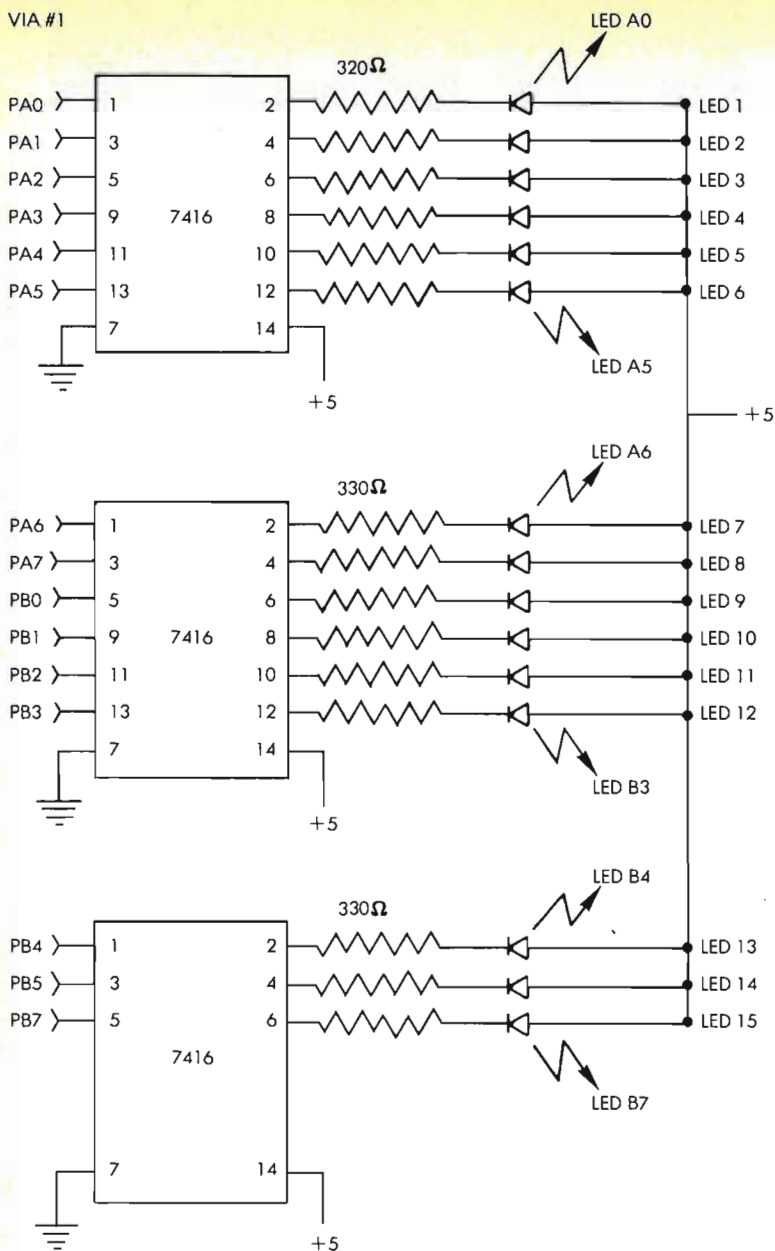 VIA #1
LED A0
320Ω
PA0 1 2 LED 1
PA1 3 4 LED 2
PA2 5 6 LED 3
PA3 9 7416 8 LED 4
PA4 11 10 LED 5
PA5 13 12 LED 6
7 14
LED A5
+5
+5
LED A6
330Ω
PA6 1 2 LED 7
PA7 3 4 LED 8
PB0 5 6 LED 9
PB1 9 7416 8 LED 10
PB2 11 10 LED 11
PB3 13 12 LED 12
7 14
LED B3
+5
LED B4
330Ω
PB4 1 2 LED 13
PB5 3 4 LED 14
PB7 5 6 LED 15
7416
LED B7
7 14
+5